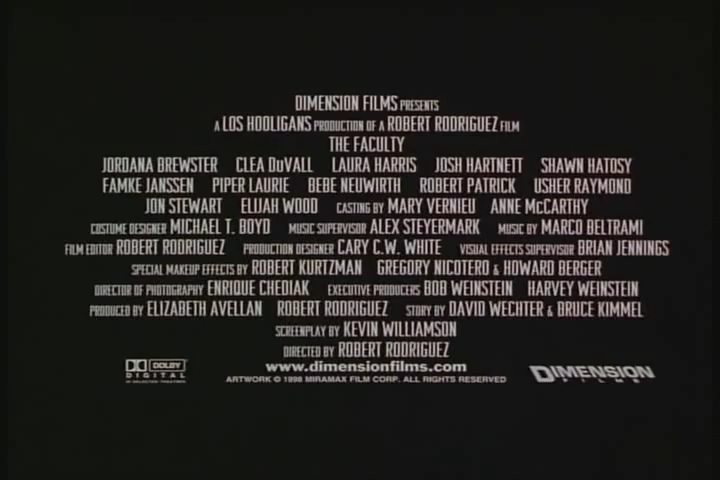 DIMENSION FILMS PRESENTS
A LOS HOOLIGANS PRODUCTION OF A ROBERT RODRIGUEZ FILM
THE FACULTY
JORDANA BREWSTER CLEA DUVALL LAURA HARRIS JOSH HARTNETT SHAWN HATOSY
FAMKE JANSSEN PIPER LAURIE BEBE NEUWIRTH ROBERT PATRICK USHER RAYMOND
JON STEWART ELIJAH WOOD CASTING BY MARY VERNIEU ANNE McCARTHY
COSTUME DESIGNER MICHAEL T. BOYD MUSIC SUPERVISOR ALEX STEYERMARK MUSIC BY MARCO BELTRAMI
FILM EDITOR ROBERT RODRIGUEZ PRODUCTION DESIGNER CARY C.W. WHITE VISUAL EFFECTS SUPERVISOR BRIAN JENNINGS
SPECIAL MAKEUP EFFECTS BY ROBERT KURTZMAN GREGORY NICOTERO & HOWARD BERGER
DIRECTOR OF PHOTOGRAPHY ENRIQUE CHEDIAK EXECUTIVE PRODUCERS BOB WEINSTEIN HARVEY WEINSTEIN
PRODUCED BY ELIZABETH AVELLAN ROBERT RODRIGUEZ STORY BY DAVID WECHTER & BRUCE KIMMEL
SCREENPLAY BY KEVIN WILLIAMSON
DIRECTED BY ROBERT RODRIGUEZ
www.dimensionfilms.com
ARTWORK © 1998 MIRAMAX FILM CORP. ALL RIGHTS RESERVED
DOLBY
DIGITAL
IN SELECTED THEATRES
DIMENSION
FILMS